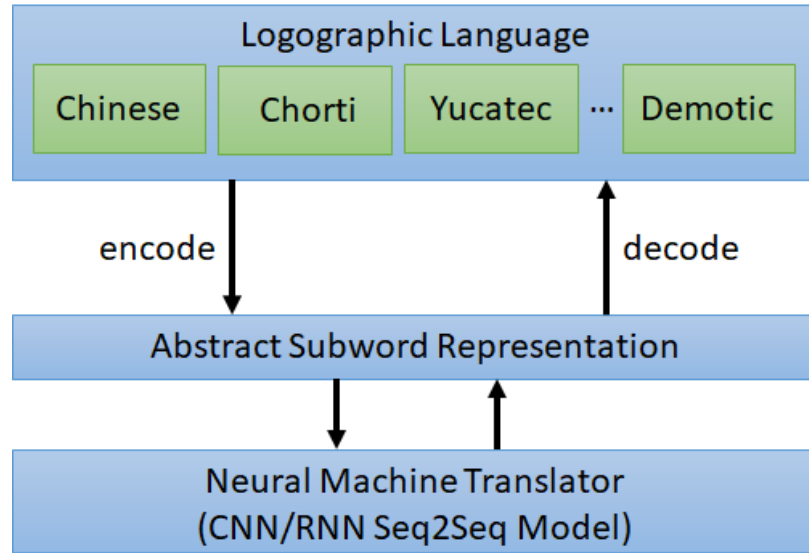 Logographic Language
Chinese Chorti Yucatec ... Demotic
encode decode
Abstract Subword Representation
Neural Machine Translator
(CNN/RNN Seq2Seq Model)